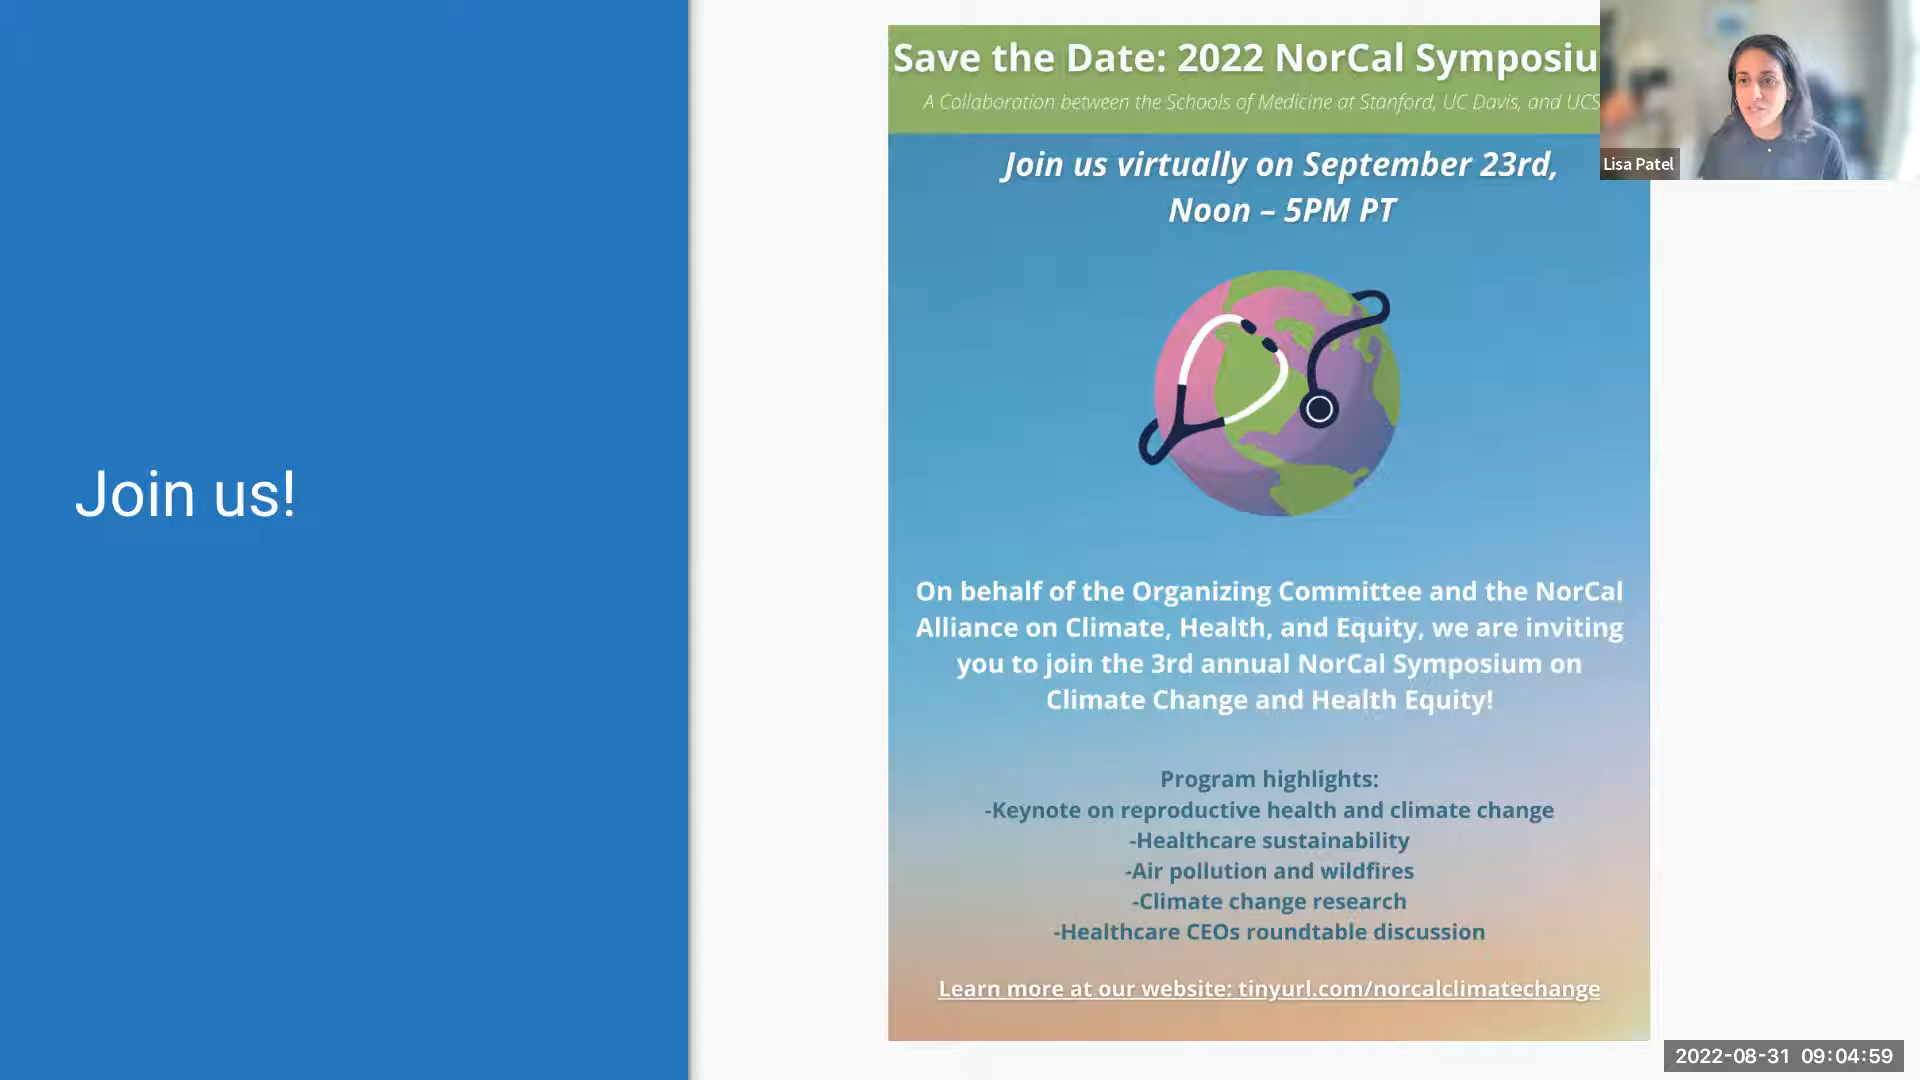 Join us!
Save the Date: 2022 NorCal
A Collaboration between the Schools of Medicine at Stanford, UC Davis, and
Join us virtually on September 23rd,
Noon – 5PM PT
On behalf of the Organizing Committee and the NorCal
Alliance on Climate, Health, and Equity, we are inviting
you to join the 3rd annual NorCal Symposium on
Climate Change and Health Equity!
Program highlights:
-Keynote on reproductive health and climate change
-Healthcare sustainability
-Air pollution and wildfires
-Climate change research
-Healthcare CEOs roundtable discussion
Learn more at our website: tinyurl.com/norcalclimatechange
Lisa Patel
2022-08-31 09:04:59